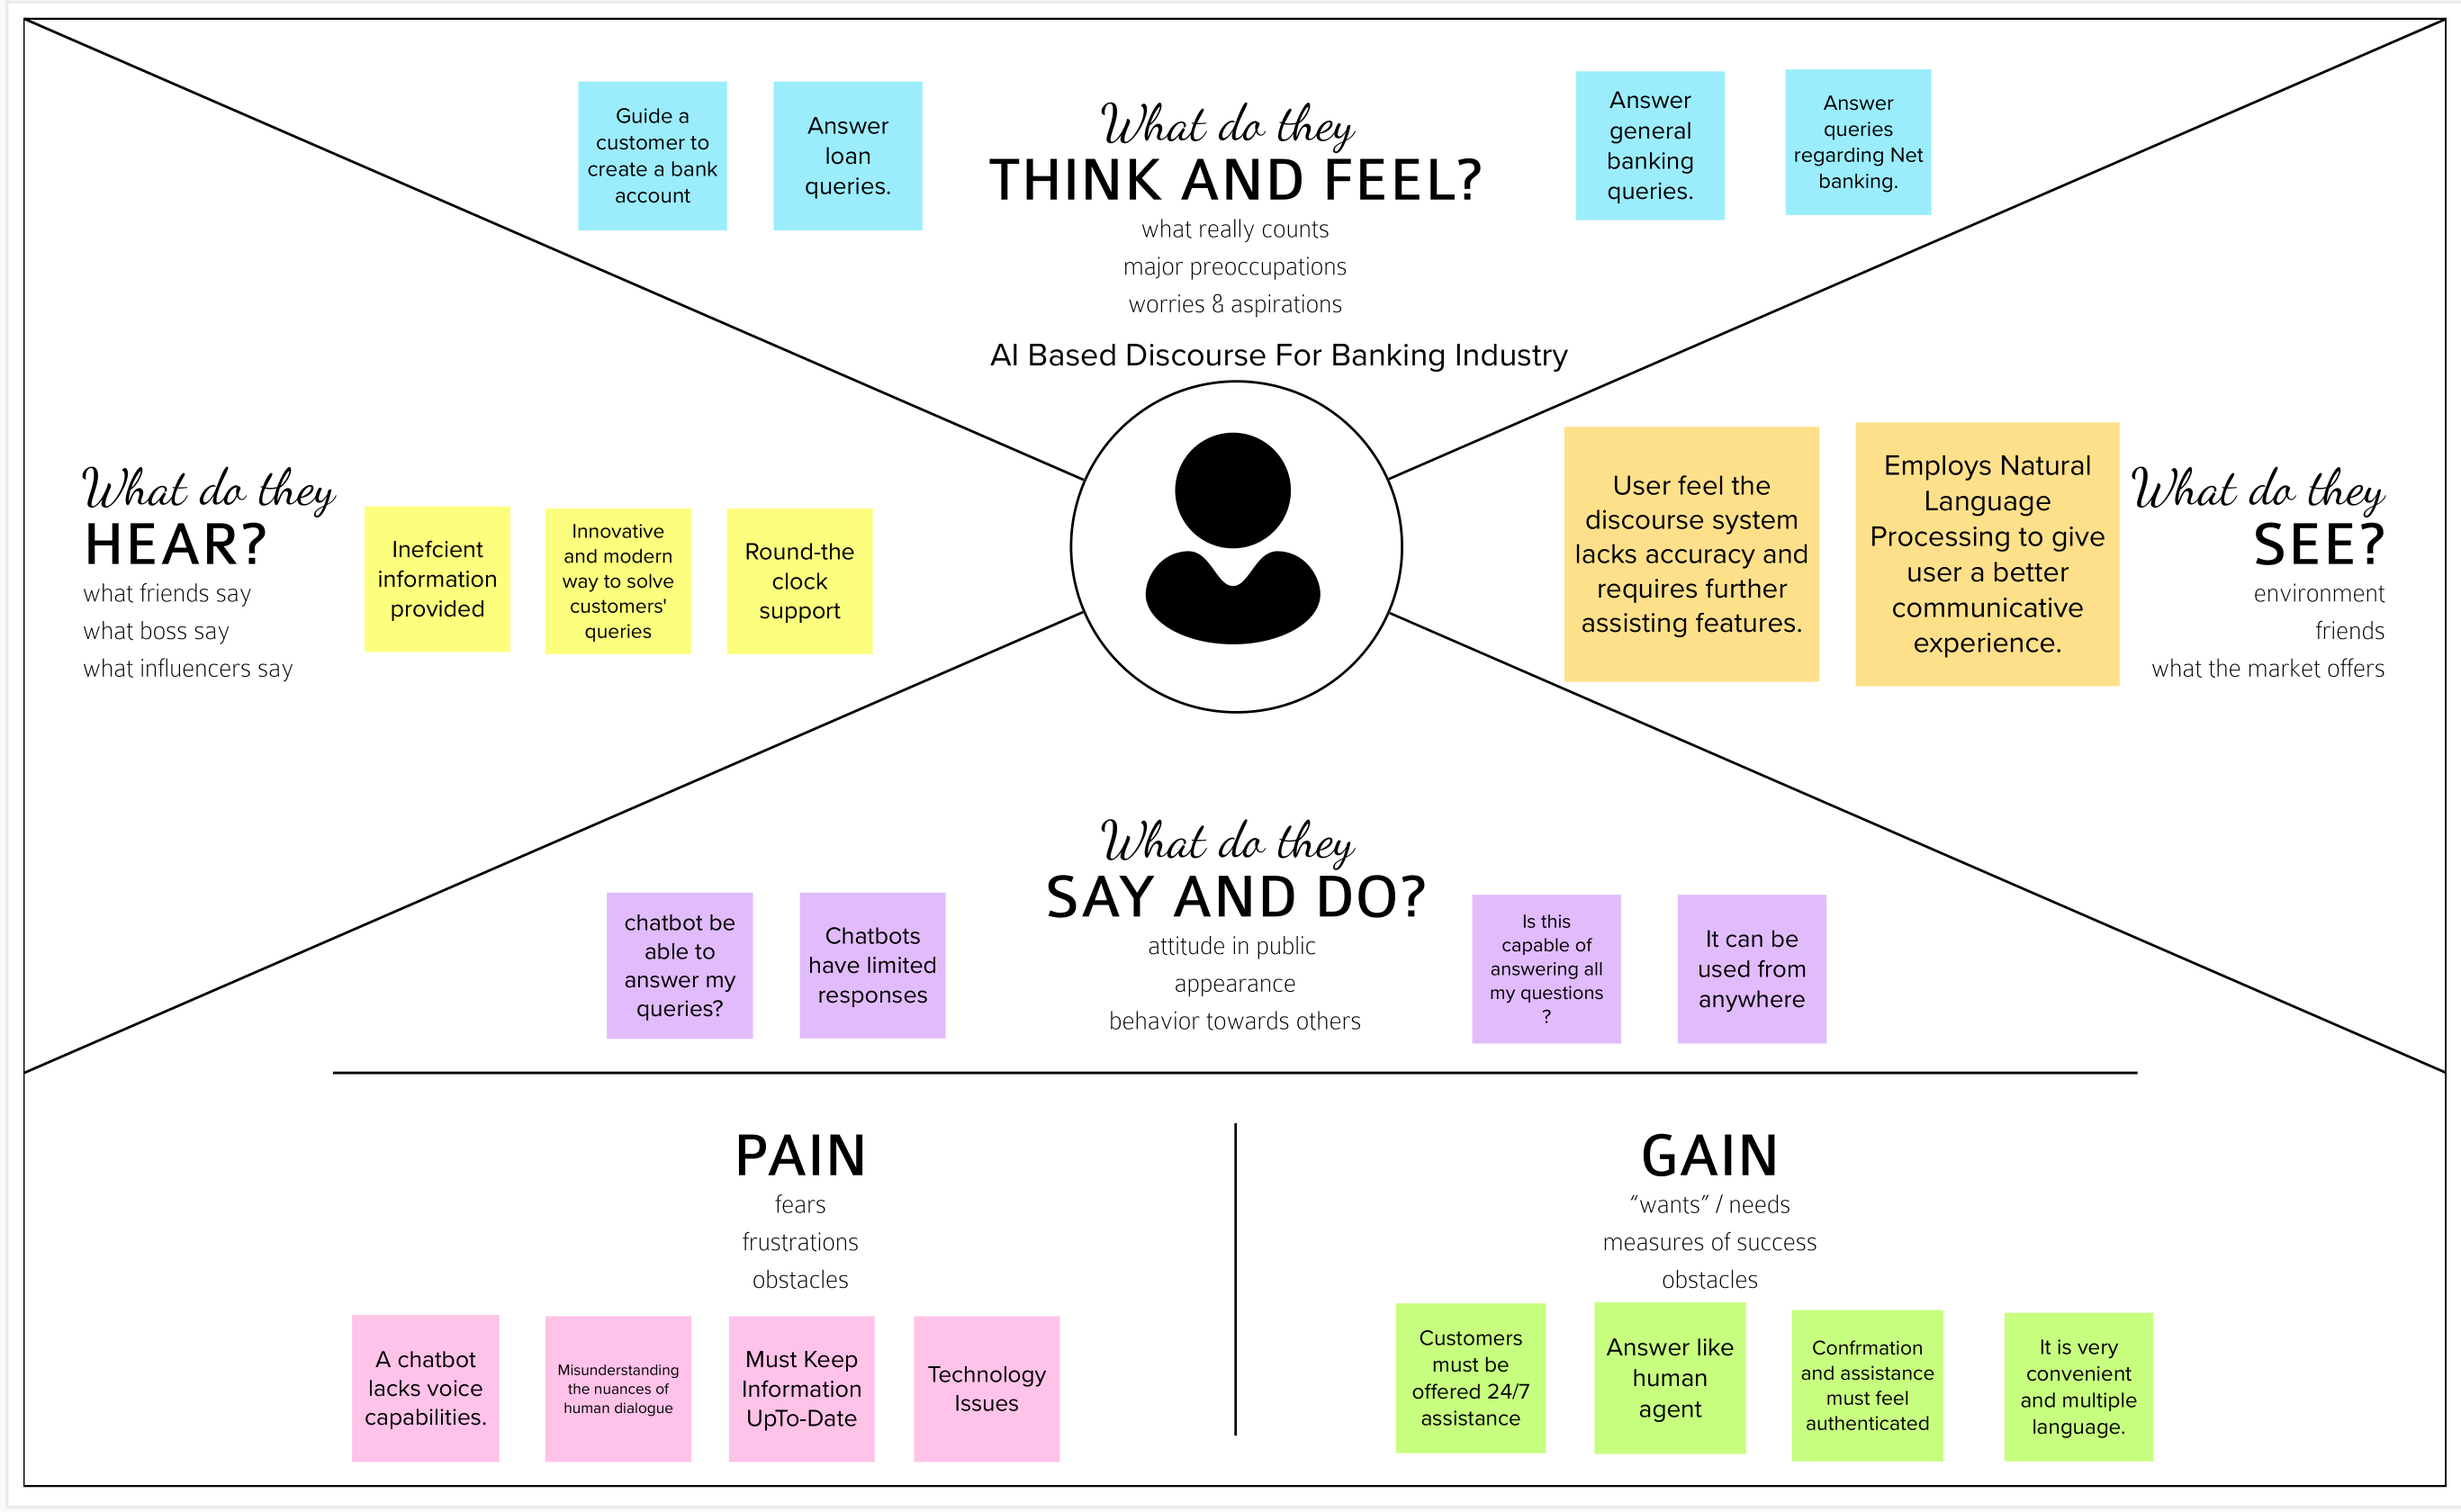 Guide a
customer to
create a bank
account
Answer
loan
queries.
What do they
THINK AND FEEL?
what really counts
major preoccupations
worries & aspirations
Answer
general
banking
queries.
Answer
queries
regarding Net
banking.
AI Based Discourse For Banking Industry
What do they
HEAR?
what friends say
what boss say
what influencers say
Inefcient
information
provided
Innovative
and modern
way to solve
customers'
queries
Round-the
clock
support
User feel the
discourse system
lacks accuracy and
requires further
assisting features.
Employs Natural
Language
Processing to give
user a better
communicative
experience.
What do they
SEE?
environment
friends
what the market offers
What do they
SAY AND DO?
attitude in public
appearance
behavior towards others
chatbot be
able to
answer my
queries?
Chatbots
have limited
responses
Is this
capable of
answering all
my questions
?
It can be
used from
anywhere
PAIN
fears
frustrations
obstacles
A chatbot
lacks voice
capabilities.
Misunderstanding
the nuances of
human dialogue
Must Keep
Information
UpTo-Date
Technology
Issues
GAIN
“wants” / needs
measures of success
obstacles
Customers
must be
offered 24/7
assistance
Answer like
human
agent
Confrmation
and assistance
must feel
authenticated
It is very
convenient
and multiple
language.